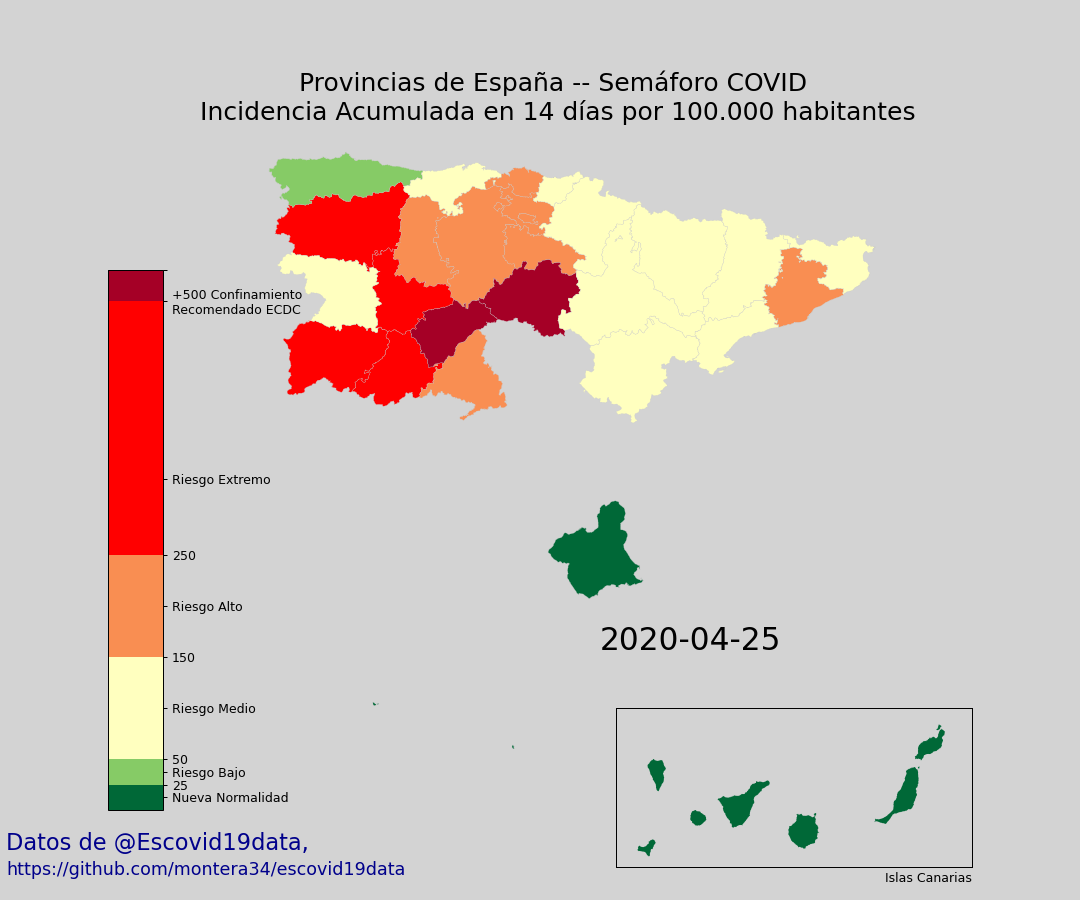 Provincias de España -- Semáforo COVID
Incidencia Acumulada en 14 días por 100.000 habitantes
+500 Confinamiento
Recomendado ECDC
Riesgo Extremo
250
Riesgo Alto
150
Riesgo Medio
50
Riesgo Bajo
25
Nueva Normalidad
2020-04-25
Islas Canarias
Datos de @Escovid19data,
https://github.com/montera34/escovid19data